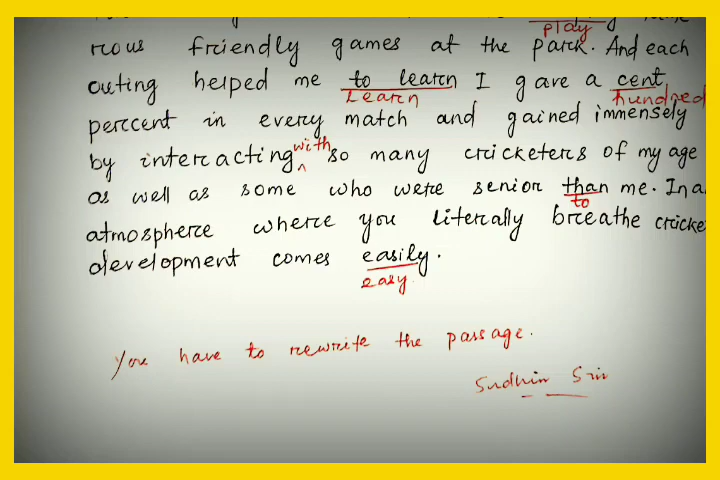 play
rous friendly games at the park. And each
outing helped me to learn I gave a cent
Learn hundred
percent in every match and gained immensely
by interacting with so many cricketers of my age
as well as some who were senior than me. In a
to
atmosphere where you literally breathe cricke
development comes easily.
easy.
You have to rewrite the passage.
Sudhin